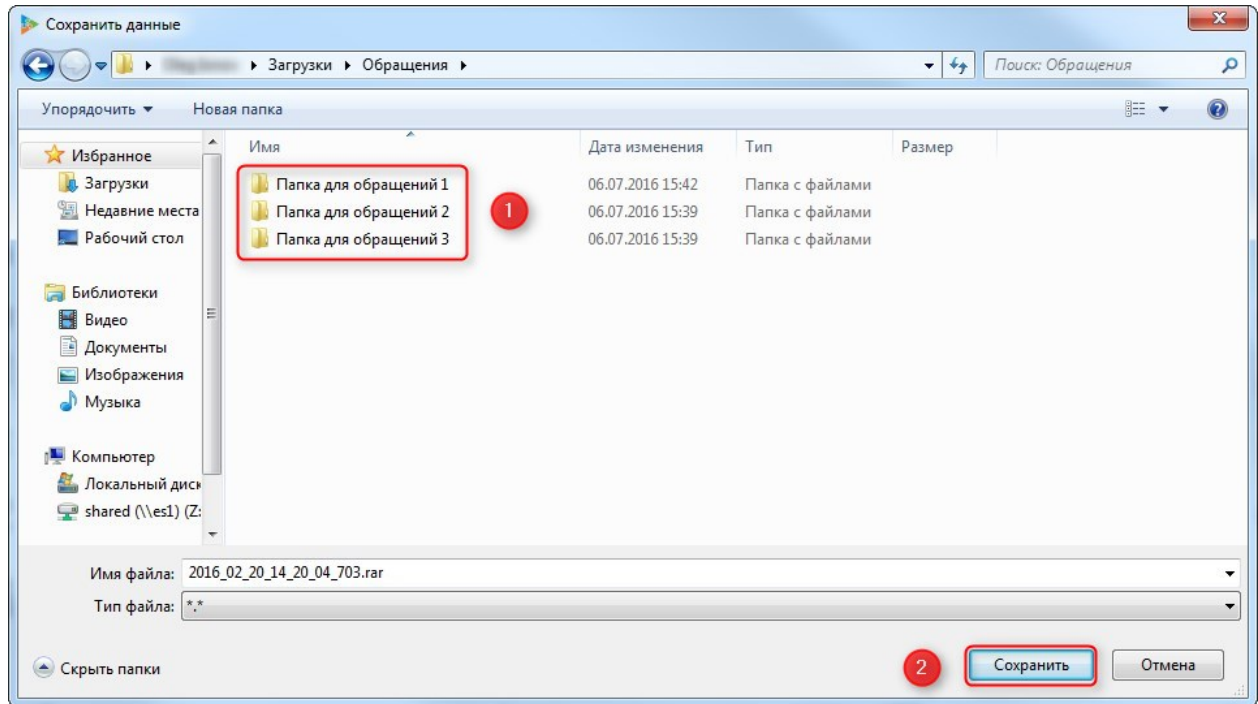 Сохранить данные
Загрузки Обращения
Поиск: Обращения
Упорядочить Новая папка
Имя Дата изменения Тип Размер
Избранное
Загрузки
Недавние места
Рабочий стол
Библиотеки
Видео
Документы
Изображения
Музыка
Компьютер
Локальный диск
shared (\\es1) (Z:
Папка для обращений 1 06.07.2016 15:42 Папка с файлами
Папка для обращений 2 06.07.2016 15:39 Папка с файлами
Папка для обращений 3 06.07.2016 15:39 Папка с файлами
1
Имя файла: 2016_02_20_14_20_04_703.rar
Тип файла: *.*
Скрыть папки
2
Сохранить Отмена